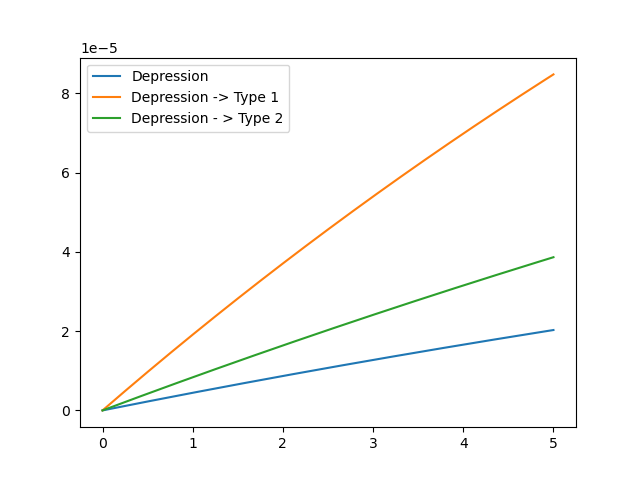 1e−5
Depression
Depression -> Type 1
Depression - > Type 2
8
6
4
2
0
0 1 2 3 4 5